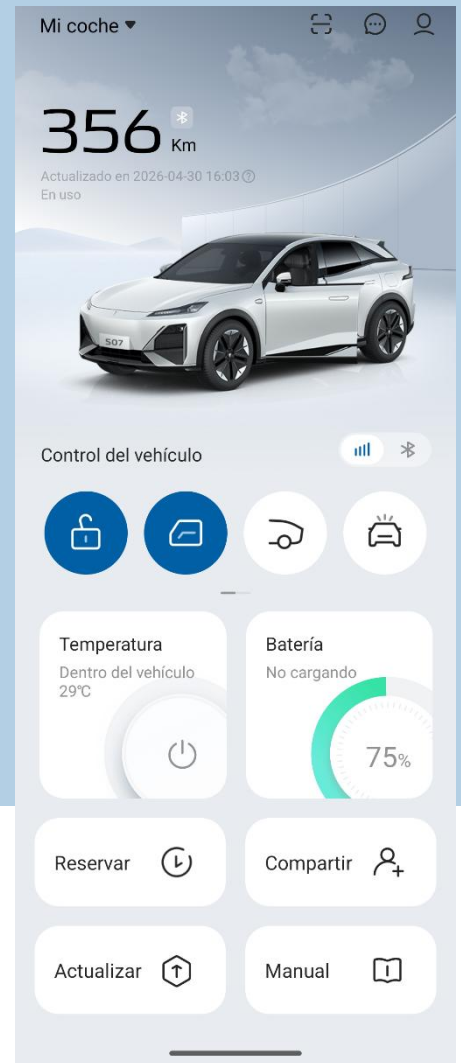 Mi coche
356 Km
Actualizado en 2026-04-30 16:03
En uso
S07
Control del vehículo
Temperatura
Dentro del vehículo
29℃
Batería
No cargando
75%
Reservar
Compartir
Actualizar
Manual